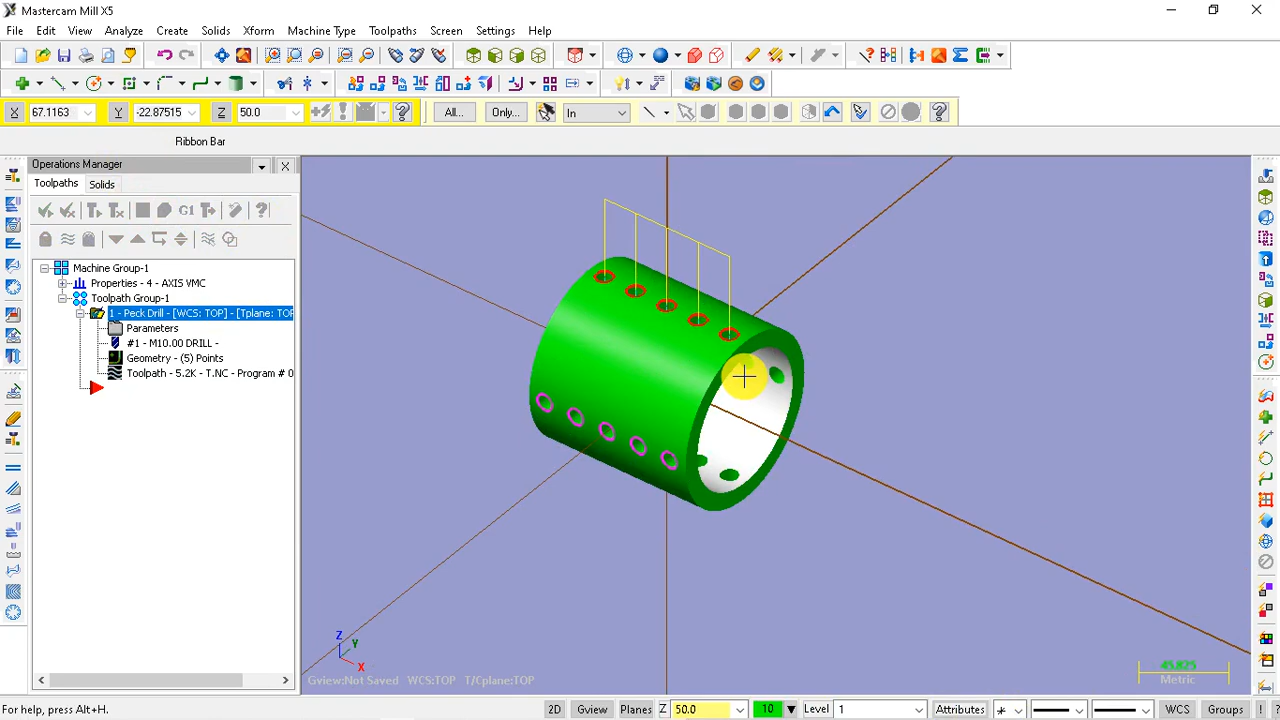 Mastercam Mill X5
File Edit View Analyze Create Solids Xform Machine Type Toolpaths Screen Settings Help
X 67.1163 Y -22.87515 Z 50.0 All... Only... In
Ribbon Bar
Operations Manager
Toolpaths Solids
G1
Machine Group-1
Properties - 4 - AXIS VMC
Toolpath Group-1
1 - Peck Drill - [WCS: TOP] - [Tplane: TOP
Parameters
#1 - M10.00 DRILL -
Geometry - (5) Points
Toolpath - 5.2K - T.NC - Program # 0
Z
Y
X
Gview:Not Saved WCS:TOP T/Cplane:TOP
45.825
Metric
For help, press Alt+H.
2D Gview Planes Z 50.0 10 Level 1 Attributes WCS Groups ! ?